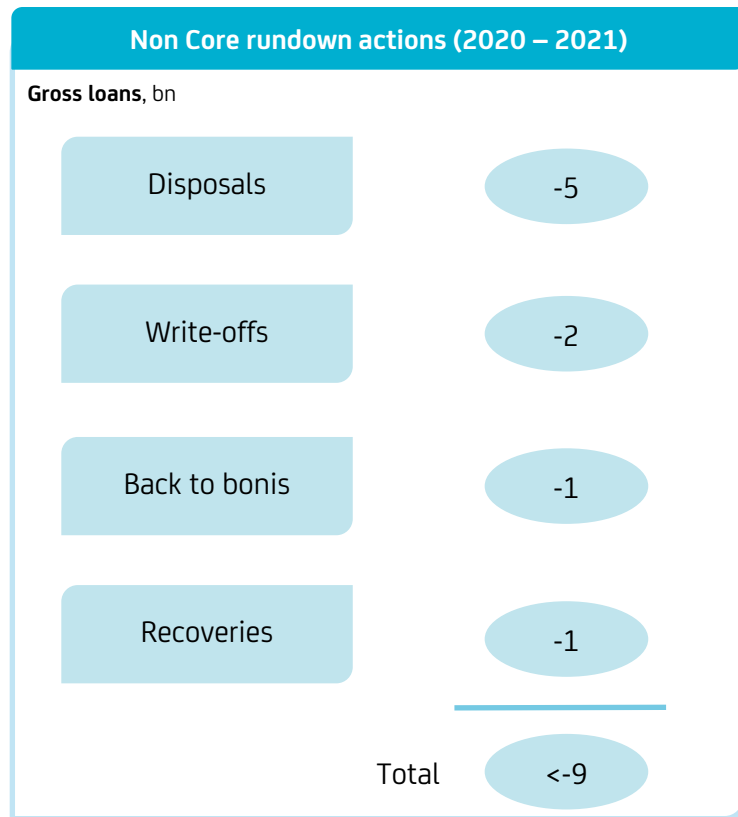 Non Core rundown actions (2020 – 2021)
Gross loans, bn
Disposals -5
Write-offs -2
Back to bonis -1
Recoveries -1
Total <-9